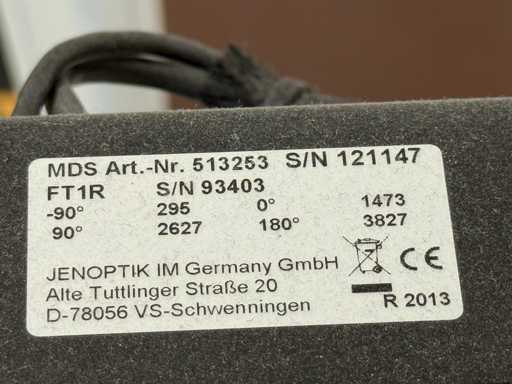 MDS Art.-Nr. 513253 S/N 121147
FT1R S/N 93403
-90° 295 0° 1473
90° 2627 180° 3827
JENOPTIK IM Germany GmbH
Alte Tuttlinger Straße 20
D-78056 VS-Schwenningen
CE
R 2013